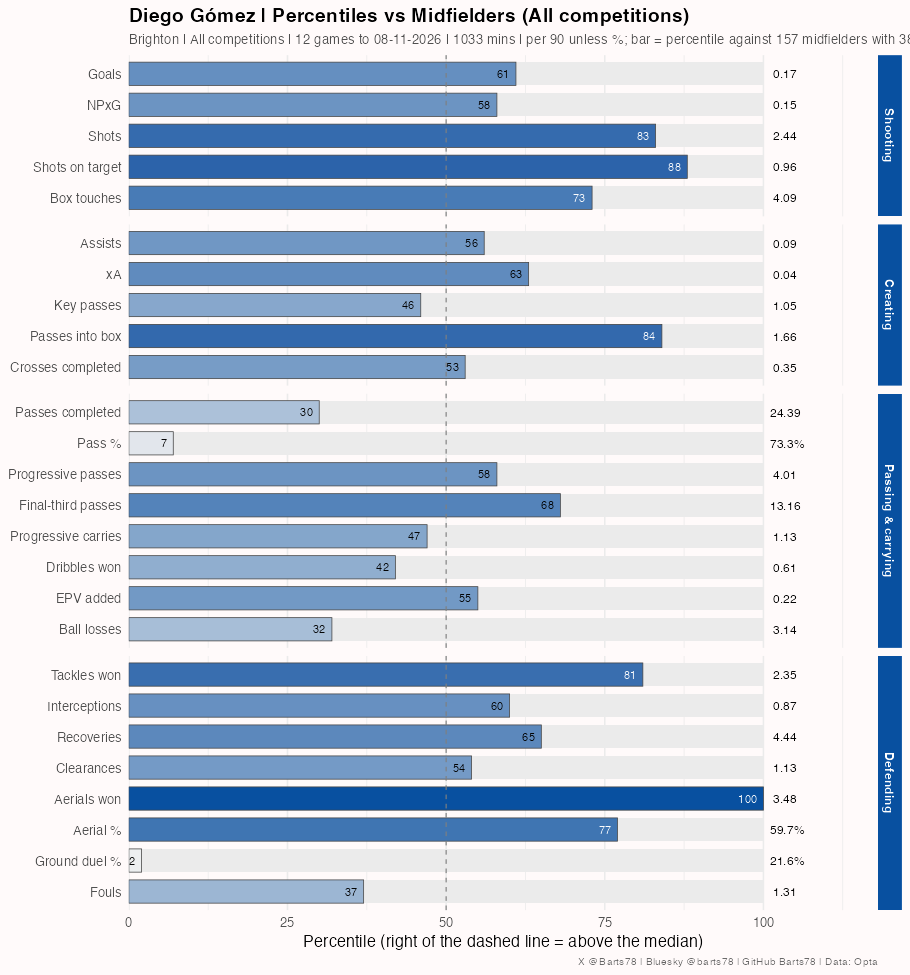 Diego Gómez | Percentiles vs Midfielders (All competitions)
Brighton | All competitions | 12 games to 08-11-2026 | 1033 mins | per 90 unless %; bar = percentile against 157 midfielders with 38
Goals 61 0.17
NPxG 58 0.15
Shots 83 2.44
Shots on target 88 0.96
Box touches 73 4.09
Shooting
Assists 56 0.09
xA 63 0.04
Key passes 46 1.05
Passes into box 84 1.66
Crosses completed 53 0.35
Creating
Passes completed 30 24.39
Pass % 7 73.3%
Progressive passes 58 4.01
Final-third passes 68 13.16
Progressive carries 47 1.13
Dribbles won 42 0.61
EPV added 55 0.22
Ball losses 32 3.14
Passing & carrying
Tackles won 81 2.35
Interceptions 60 0.87
Recoveries 65 4.44
Clearances 54 1.13
Aerials won 100 3.48
Aerial % 77 59.7%
Ground duel % 2 21.6%
Fouls 37 1.31
Defending
0 25 50 75 100
Percentile (right of the dashed line = above the median)
X @Barts78 | Bluesky @barts78 | GitHub Barts78 | Data: Opta